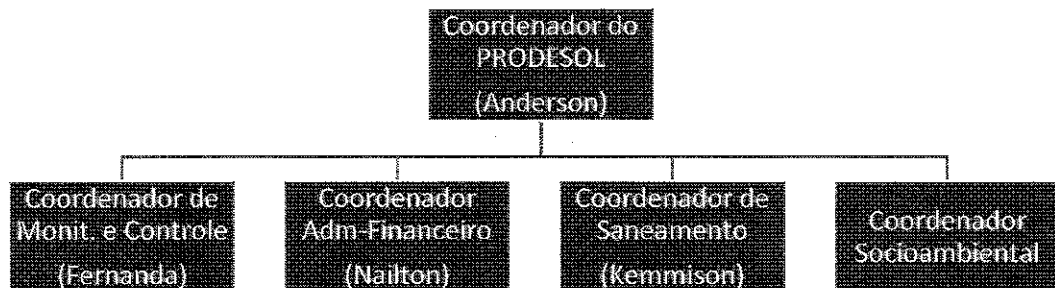 Coordenador do
PRODESOL
(Anderson)
Coordenador de
Monit. e Controle
(Fernanda)
Coordenador
Adm-Financeiro
(Nailton)
Coordenador de
Saneamento
(Kemmison)
Coordenador
Socioambiental